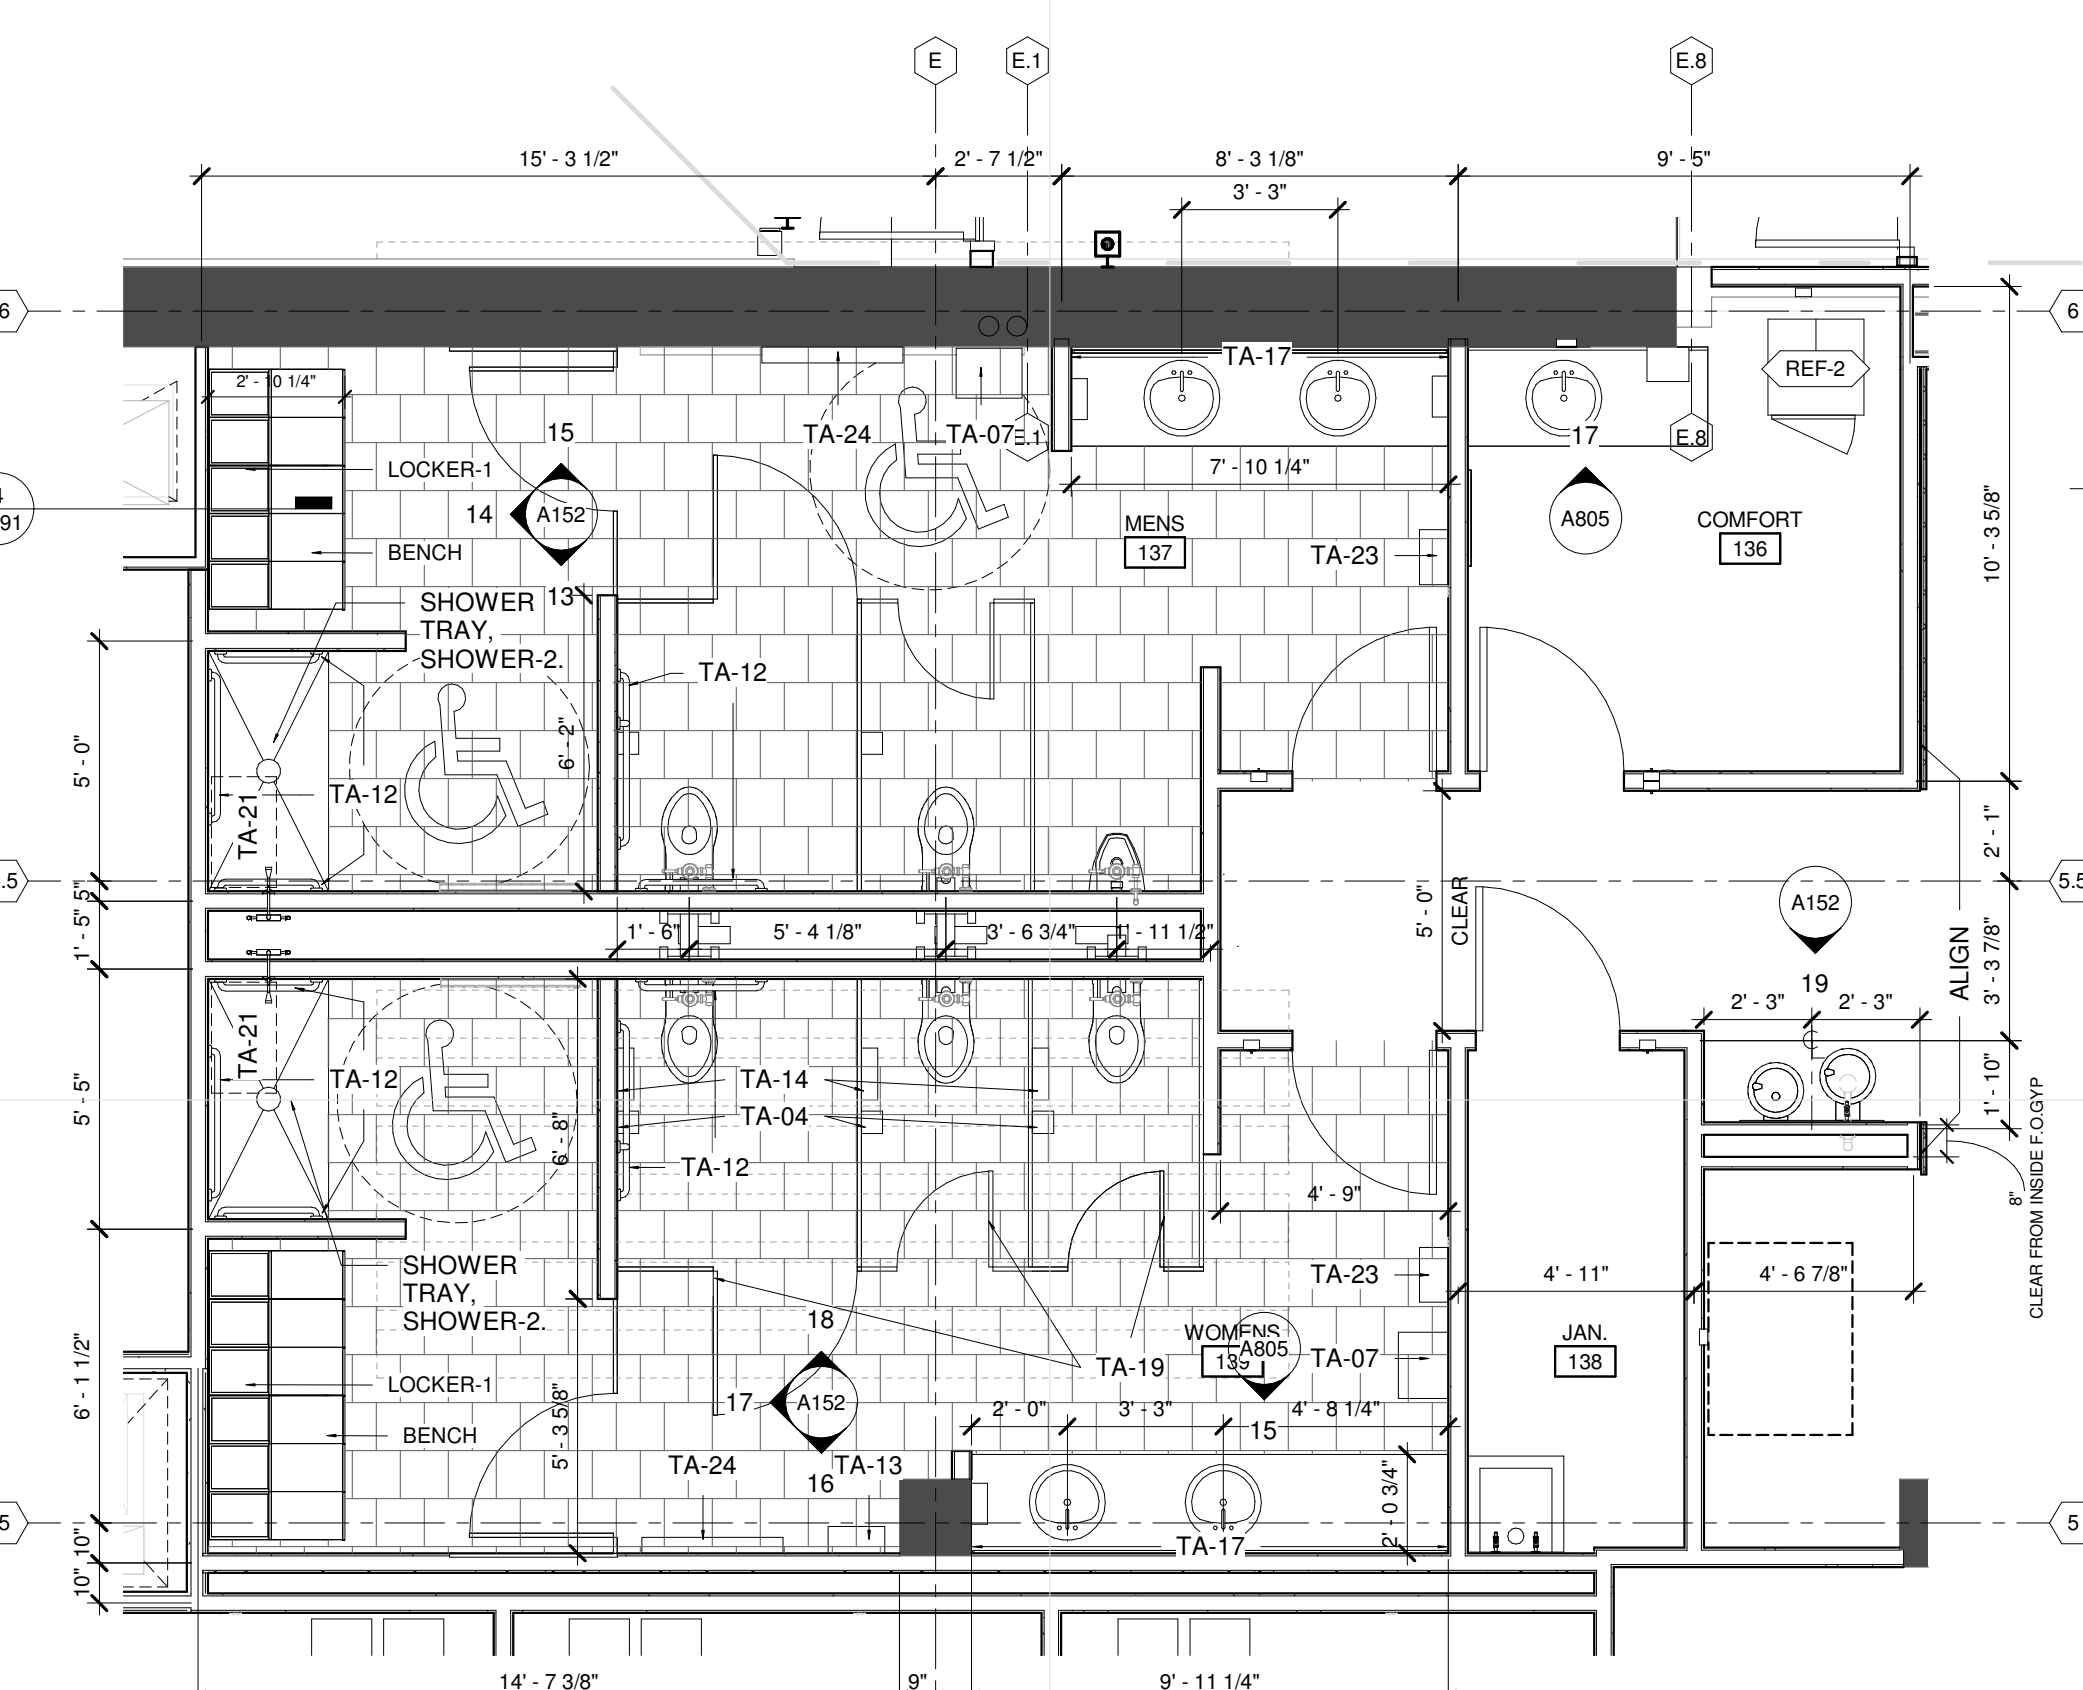 E
E.1
E.8
15' - 3 1/2"
2' - 7 1/2"
8' - 3 1/8"
9' - 5"
3' - 3"
6
6
TA-17
REF-2
2' - 10 1/4"
15
TA-24
TA-07
E.1
17
E.8
LOCKER-1
7' - 10 1/4"
91
14
A152
MENS
137
A805
COMFORT
136
10' - 3 5/8"
BENCH
TA-23
13
SHOWER
TRAY,
SHOWER-2.
TA-12
5' - 0"
6' - 2"
TA-12
TA-21
2' - 1"
.5
5"
5.5
5' - 0"
CLEAR
A152
1' - 5"
1' - 6"
5' - 4 1/8"
3' - 6 3/4"
1' - 11 1/2"
ALIGN
3' - 3 7/8"
19
2' - 3"
2' - 3"
TA-21
TA-12
TA-14
TA-04
5' - 5"
6' - 8"
TA-12
1' - 10"
8"
CLEAR FROM INSIDE F.O.GYP
4' - 9"
SHOWER
TRAY,
SHOWER-2.
TA-23
4' - 11"
4' - 6 7/8"
18
WOMENS
139
A805
TA-07
JAN.
138
TA-19
6' - 1 1/2"
LOCKER-1
17
A152
5' - 3 5/8"
2' - 0"
3' - 3"
4' - 8 1/4"
15
BENCH
TA-24
TA-13
16
2' - 0 3/4"
5
5
10"
TA-17
10"
14' - 7 3/8"
9"
9' - 11 1/4"